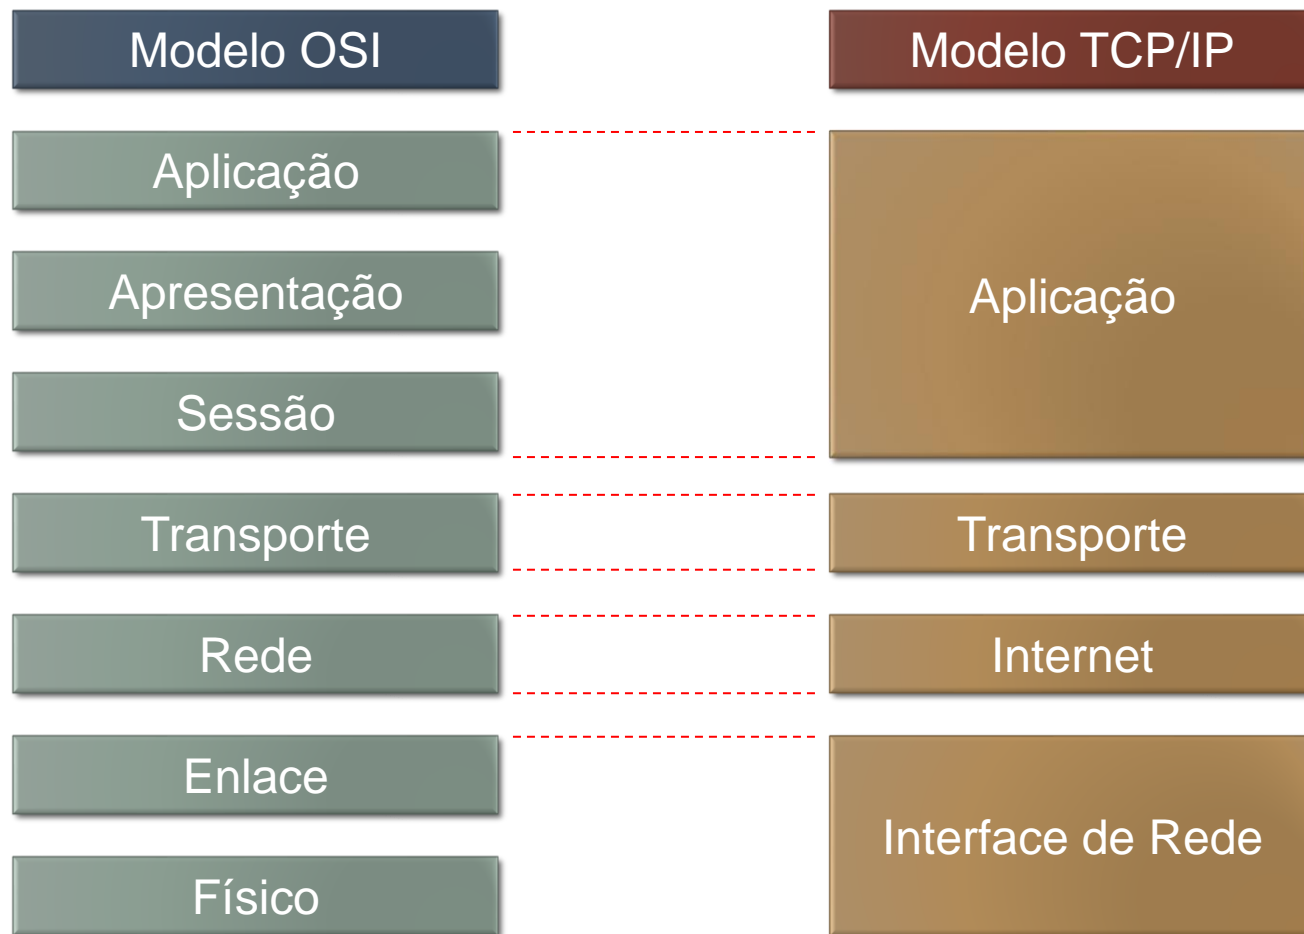 Modelo OSI
Modelo TCP/IP
Aplicação
Apresentação
Sessão
Transporte
Rede
Enlace
Físico
Aplicação
Transporte
Internet
Interface de Rede